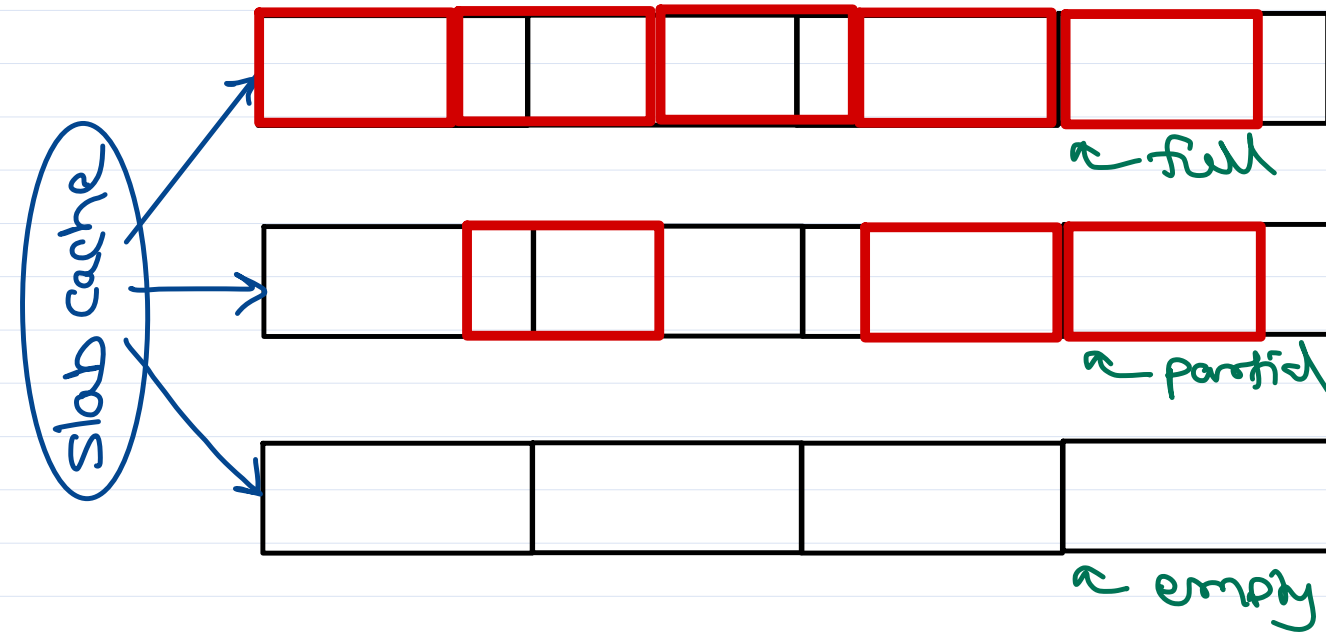 slab cache
← full
← partial
← empty